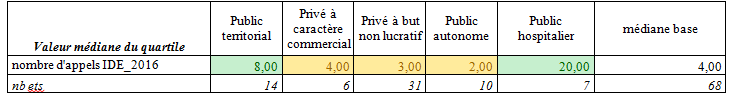 Valeur médiane du quartile Public territorial Privé à caractère commercial Privé à but non lucratif Public autonome Public hospitalier médiane base
nombre d'appels IDE_2016 8,00 4,00 3,00 2,00 20,00 4,00
nb ets 14 6 31 10 7 68